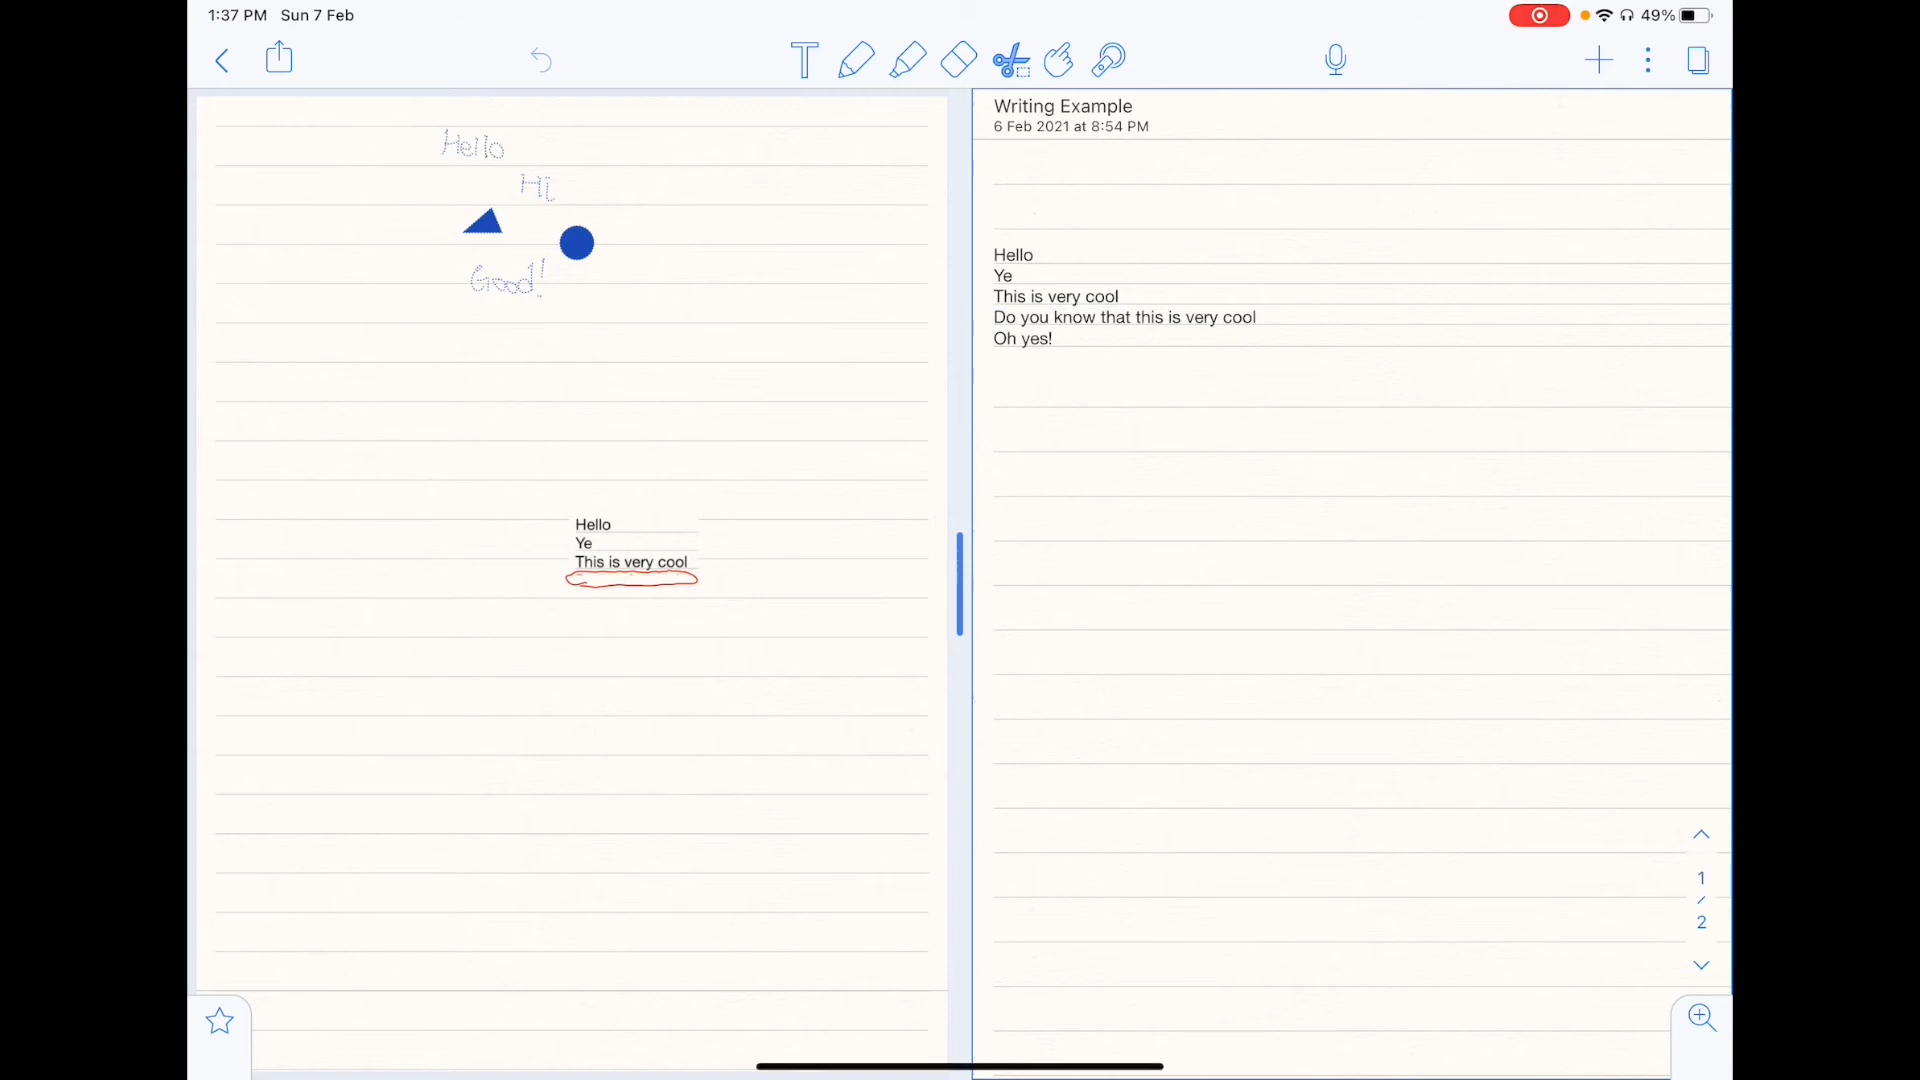 1:37 PM Sun 7 Feb
49%
Hello
Hi
Good!
Hello
Ye
This is very cool
Writing Example
6 Feb 2021 at 8:54 PM
Hello
Ye
This is very cool
Do you know that this is very cool
Oh yes!
1
/
2